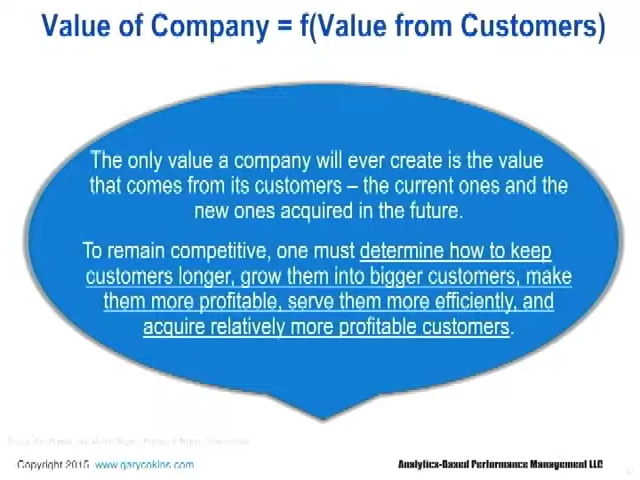 Value of Company = f(Value from Customers)
The only value a company will ever create is the value
that comes from its customers – the current ones and the
new ones acquired in the future.
To remain competitive, one must determine how to keep
customers longer, grow them into bigger customers, make
them more profitable, serve them more efficiently, and
acquire relatively more profitable customers.
Copyright 2015 www.garycokins.com
Analytics-Based Performance Management LLC